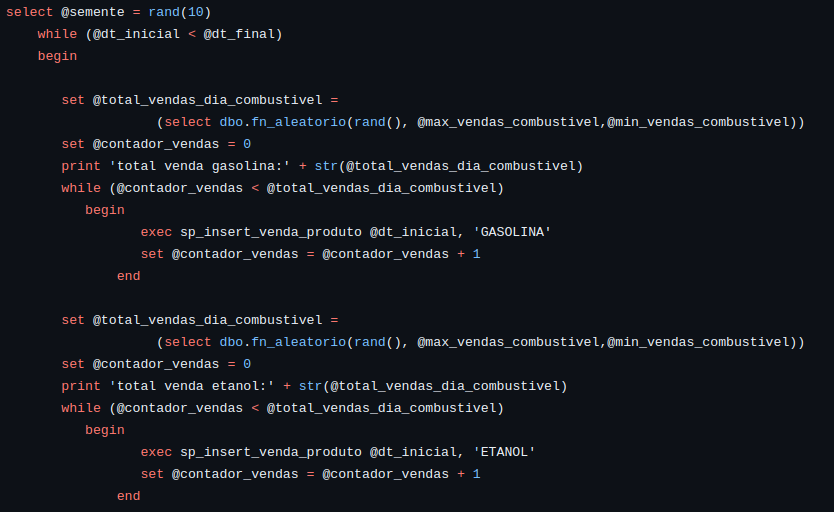 select @semente = rand(10)
while (@dt_inicial < @dt_final)
begin
set @total_vendas_dia_combustivel =
(select dbo.fn_aleatorio(rand(), @max_vendas_combustivel,@min_vendas_combustivel))
set @contador_vendas = 0
print 'total venda gasolina:' + str(@total_vendas_dia_combustivel)
while (@contador_vendas < @total_vendas_dia_combustivel)
begin
exec sp_insert_venda_produto @dt_inicial, 'GASOLINA'
set @contador_vendas = @contador_vendas + 1
end
set @total_vendas_dia_combustivel =
(select dbo.fn_aleatorio(rand(), @max_vendas_combustivel,@min_vendas_combustivel))
set @contador_vendas = 0
print 'total venda etanol:' + str(@total_vendas_dia_combustivel)
while (@contador_vendas < @total_vendas_dia_combustivel)
begin
exec sp_insert_venda_produto @dt_inicial, 'ETANOL'
set @contador_vendas = @contador_vendas + 1
end